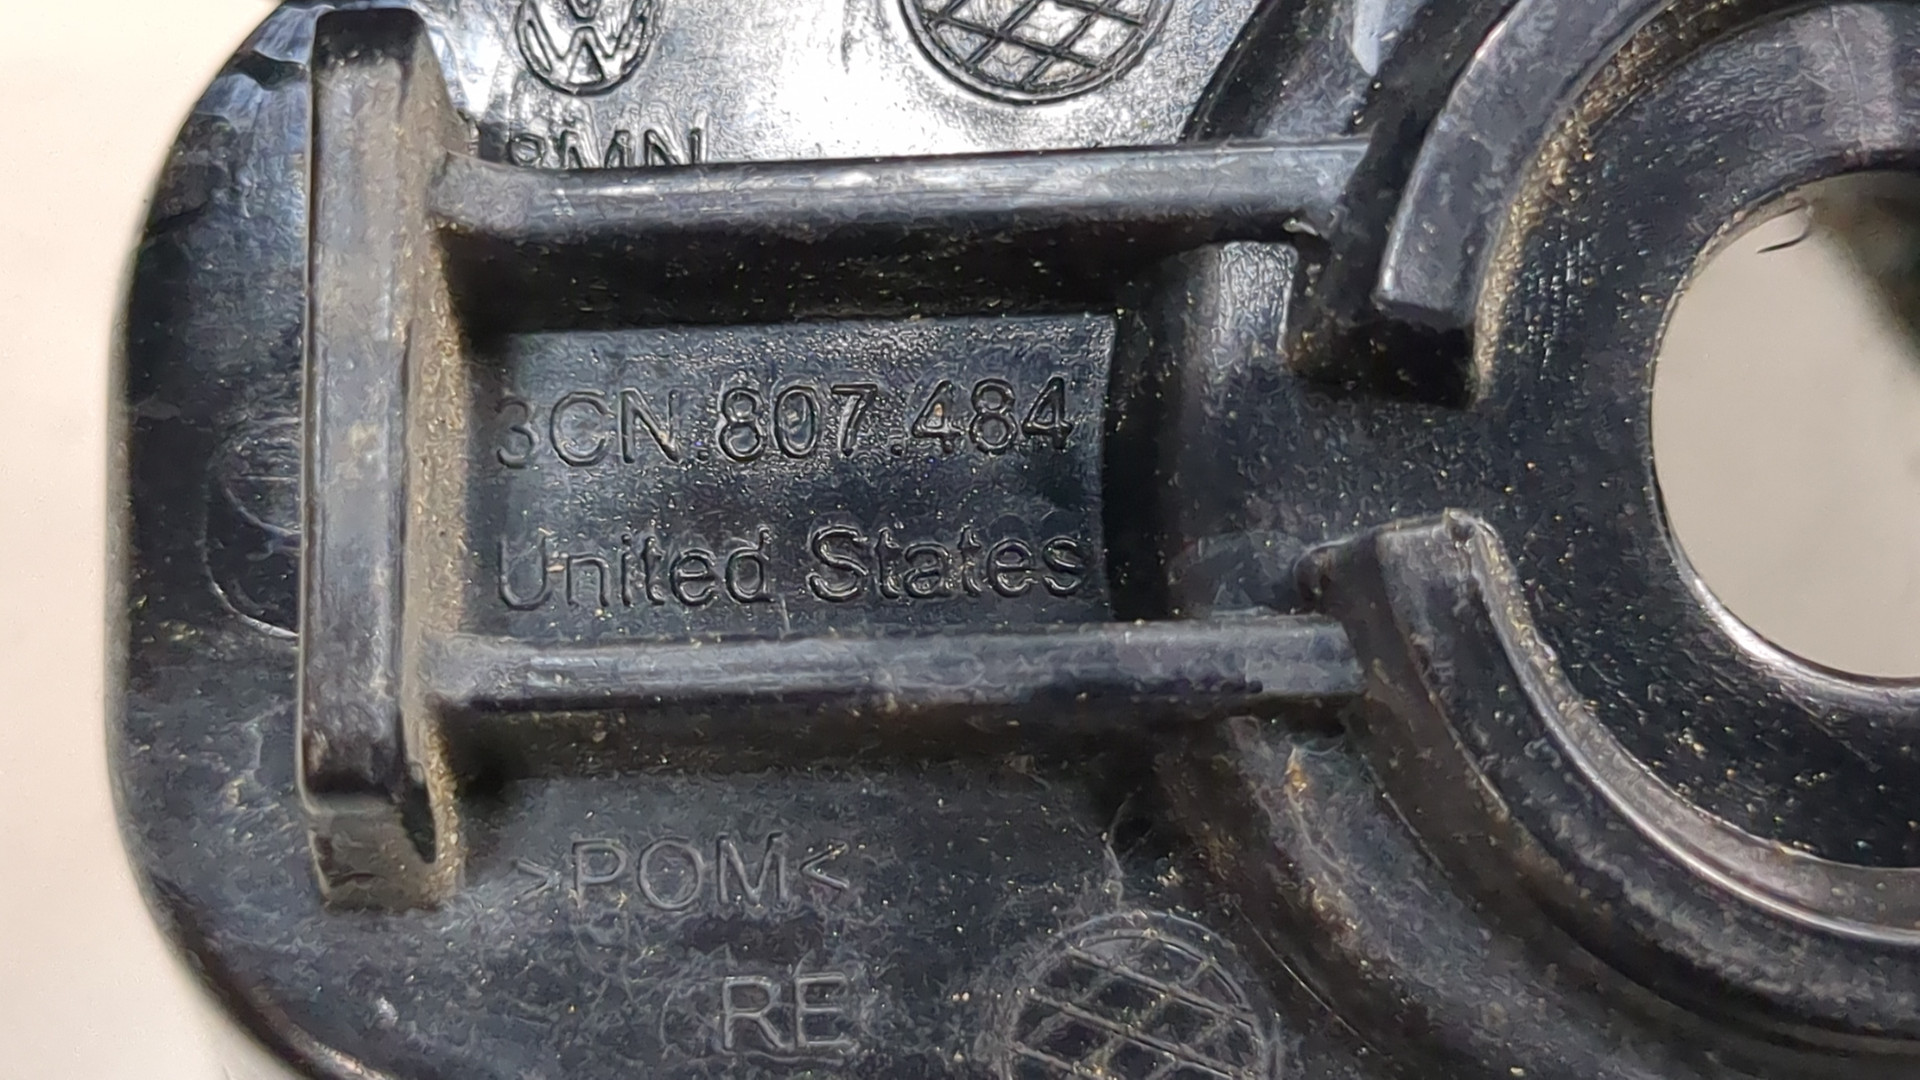 3CN.807.484
United States
>POM<
RE